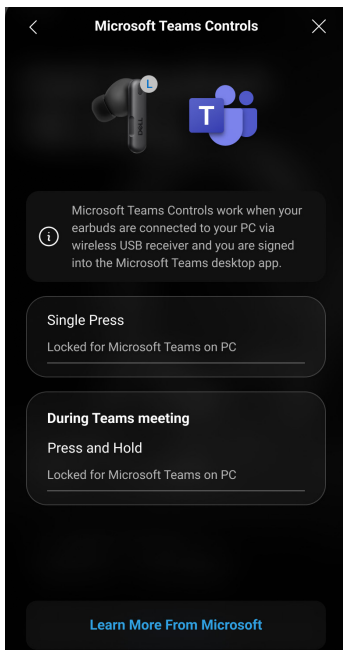 Microsoft Teams Controls
L
DELL
T
Microsoft Teams Controls work when your
earbuds are connected to your PC via
wireless USB receiver and you are signed
into the Microsoft Teams desktop app.
Single Press
Locked for Microsoft Teams on PC
During Teams meeting
Press and Hold
Locked for Microsoft Teams on PC
Learn More From Microsoft